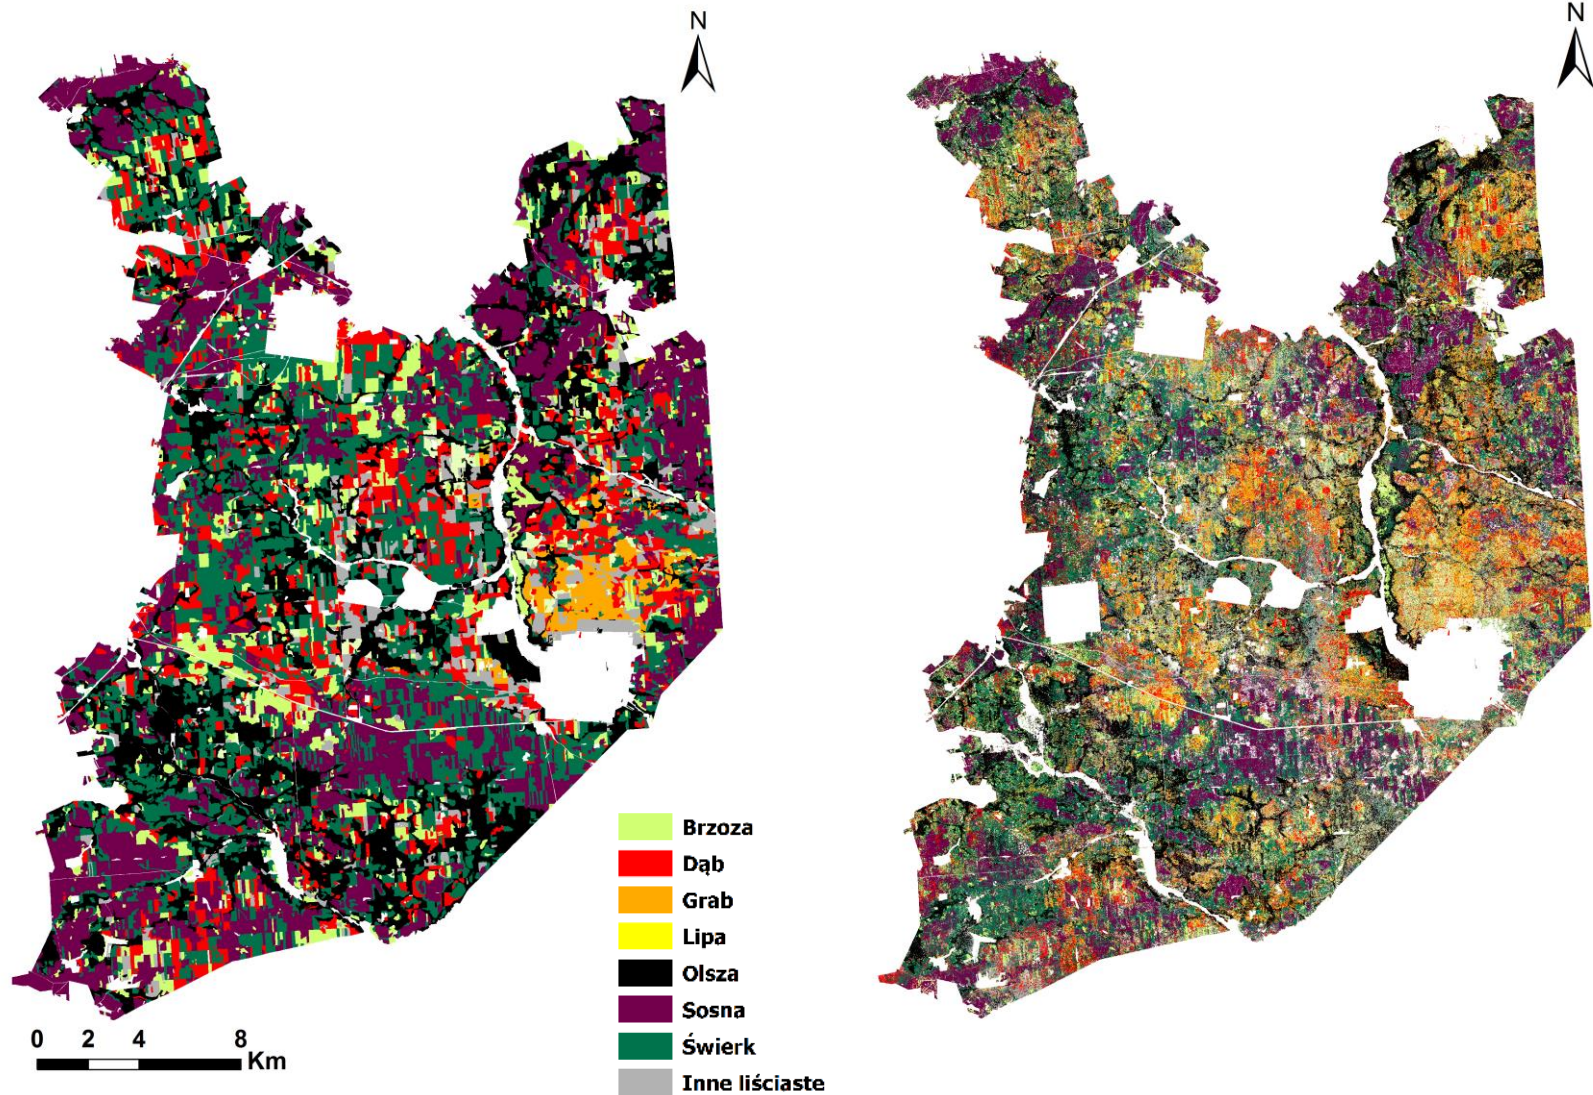 N
N
Brzoza
Dąb
Grab
Lipa
Olsza
Sosna
Świerk
Inne liściaste
0 2 4 8
Km